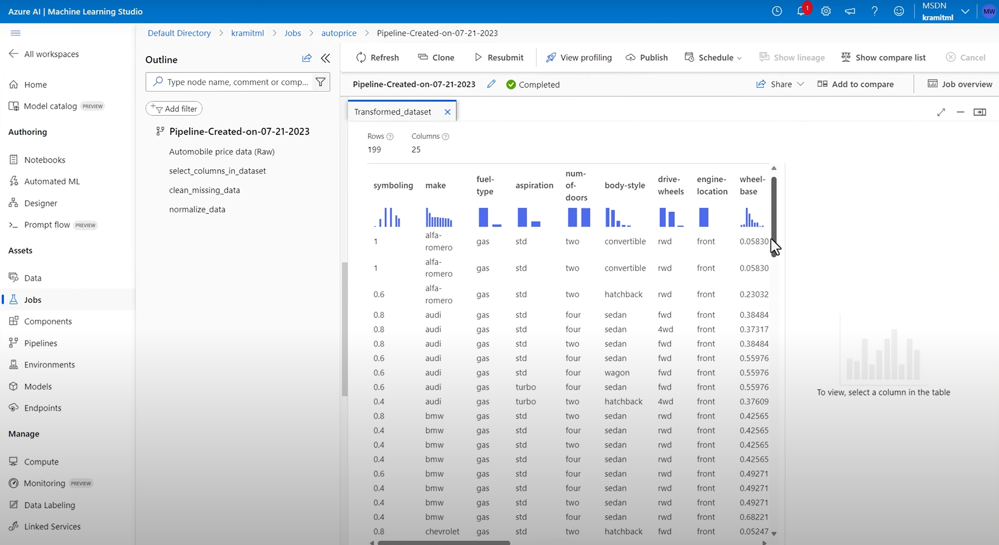 Azure AI | Machine Learning Studio
1
MSDN
kramitml
MW
All workspaces
Home
Model catalog PREVIEW
Authoring
Notebooks
Automated ML
Designer
Prompt flow PREVIEW
Assets
Data
Jobs
Components
Pipelines
Environments
Models
Endpoints
Manage
Compute
Monitoring PREVIEW
Data Labeling
Linked Services
Default Directory > kramitml > Jobs > autoprice > Pipeline-Created-on-07-21-2023
Outline
Type node name, comment or comp...
Add filter
Pipeline-Created-on-07-21-2023
Automobile price data (Raw)
select_columns_in_dataset
clean_missing_data
normalize_data
Refresh Clone Resubmit View profiling Publish Schedule Show lineage Show compare list Cancel
Pipeline-Created-on-07-21-2023 Completed Share Add to compare Job overview
Transformed_dataset
Rows ? Columns ?
199 25
symboling make fuel-type aspiration num-of-doors body-style drive-wheels engine-location wheel-base
1 alfa-romero gas std two convertible rwd front 0.05830
1 alfa-romero gas std two convertible rwd front 0.05830
0.6 alfa-romero gas std two hatchback rwd front 0.23032
0.8 audi gas std four sedan fwd front 0.38484
0.8 audi gas std four sedan 4wd front 0.37317
0.8 audi gas std two sedan fwd front 0.38484
0.6 audi gas std four sedan fwd front 0.55976
0.6 audi gas std four wagon fwd front 0.55976
0.6 audi gas turbo four sedan fwd front 0.55976
0.4 audi gas turbo two hatchback 4wd front 0.37609
0.8 bmw gas std two sedan rwd front 0.42565
0.4 bmw gas std four sedan rwd front 0.42565
0.4 bmw gas std two sedan rwd front 0.42565
0.4 bmw gas std four sedan rwd front 0.42565
0.6 bmw gas std four sedan rwd front 0.49271
0.4 bmw gas std four sedan rwd front 0.49271
0.4 bmw gas std two sedan rwd front 0.49271
0.4 bmw gas std four sedan rwd front 0.68221
0.8 chevrolet gas std two hatchback fwd front 0.05247
To view, select a column in the table